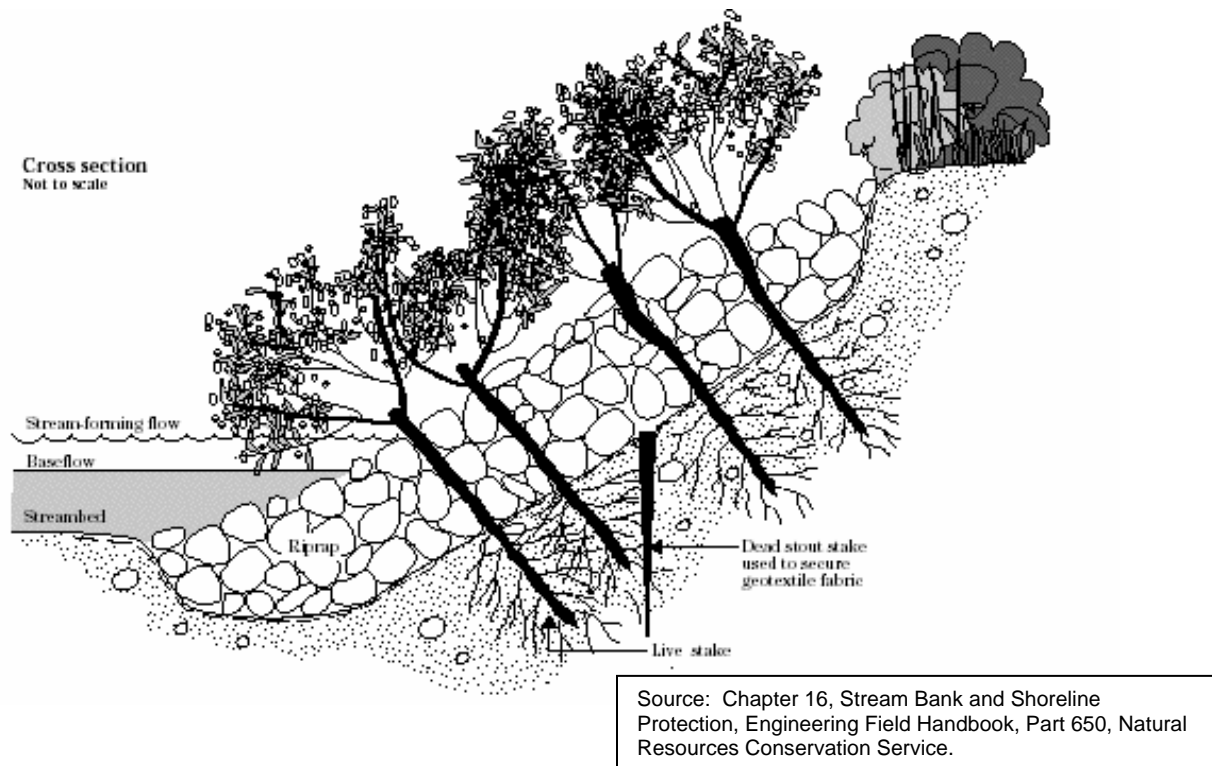 Cross section
Not to scale
Stream-forming flow
Baseflow
Streambed
Riprap
Dead stout stake
used to secure
geotextile fabric
Live stake
Source: Chapter 16, Stream Bank and Shoreline
Protection, Engineering Field Handbook, Part 650, Natural
Resources Conservation Service.